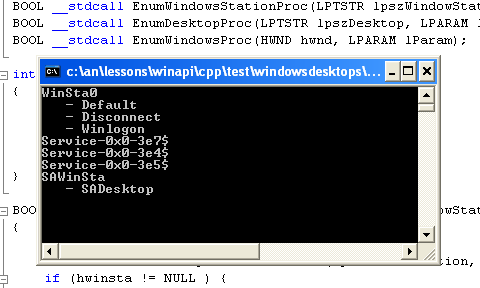 BOOL __stdcall EnumWindowsStationProc(LPTSTR lpszWindowStat
BOOL __stdcall EnumDesktopProc(LPTSTR lpszDesktop, LPARAM l
BOOL __stdcall EnumWindowsProc(HWND hwnd, LPARAM lParam);
int
{
c:\an\lessons\winapi\cpp\test\windowsdesktops\...
WinSta0
- Default
- Disconnect
- Winlogon
Service-0x0-3e7$
Service-0x0-3e4$
Service-0x0-3e5$
SAWinSta
- SADesktop
}
BOO
dowStat
{
ion,
if (hwinsta != NULL ) {